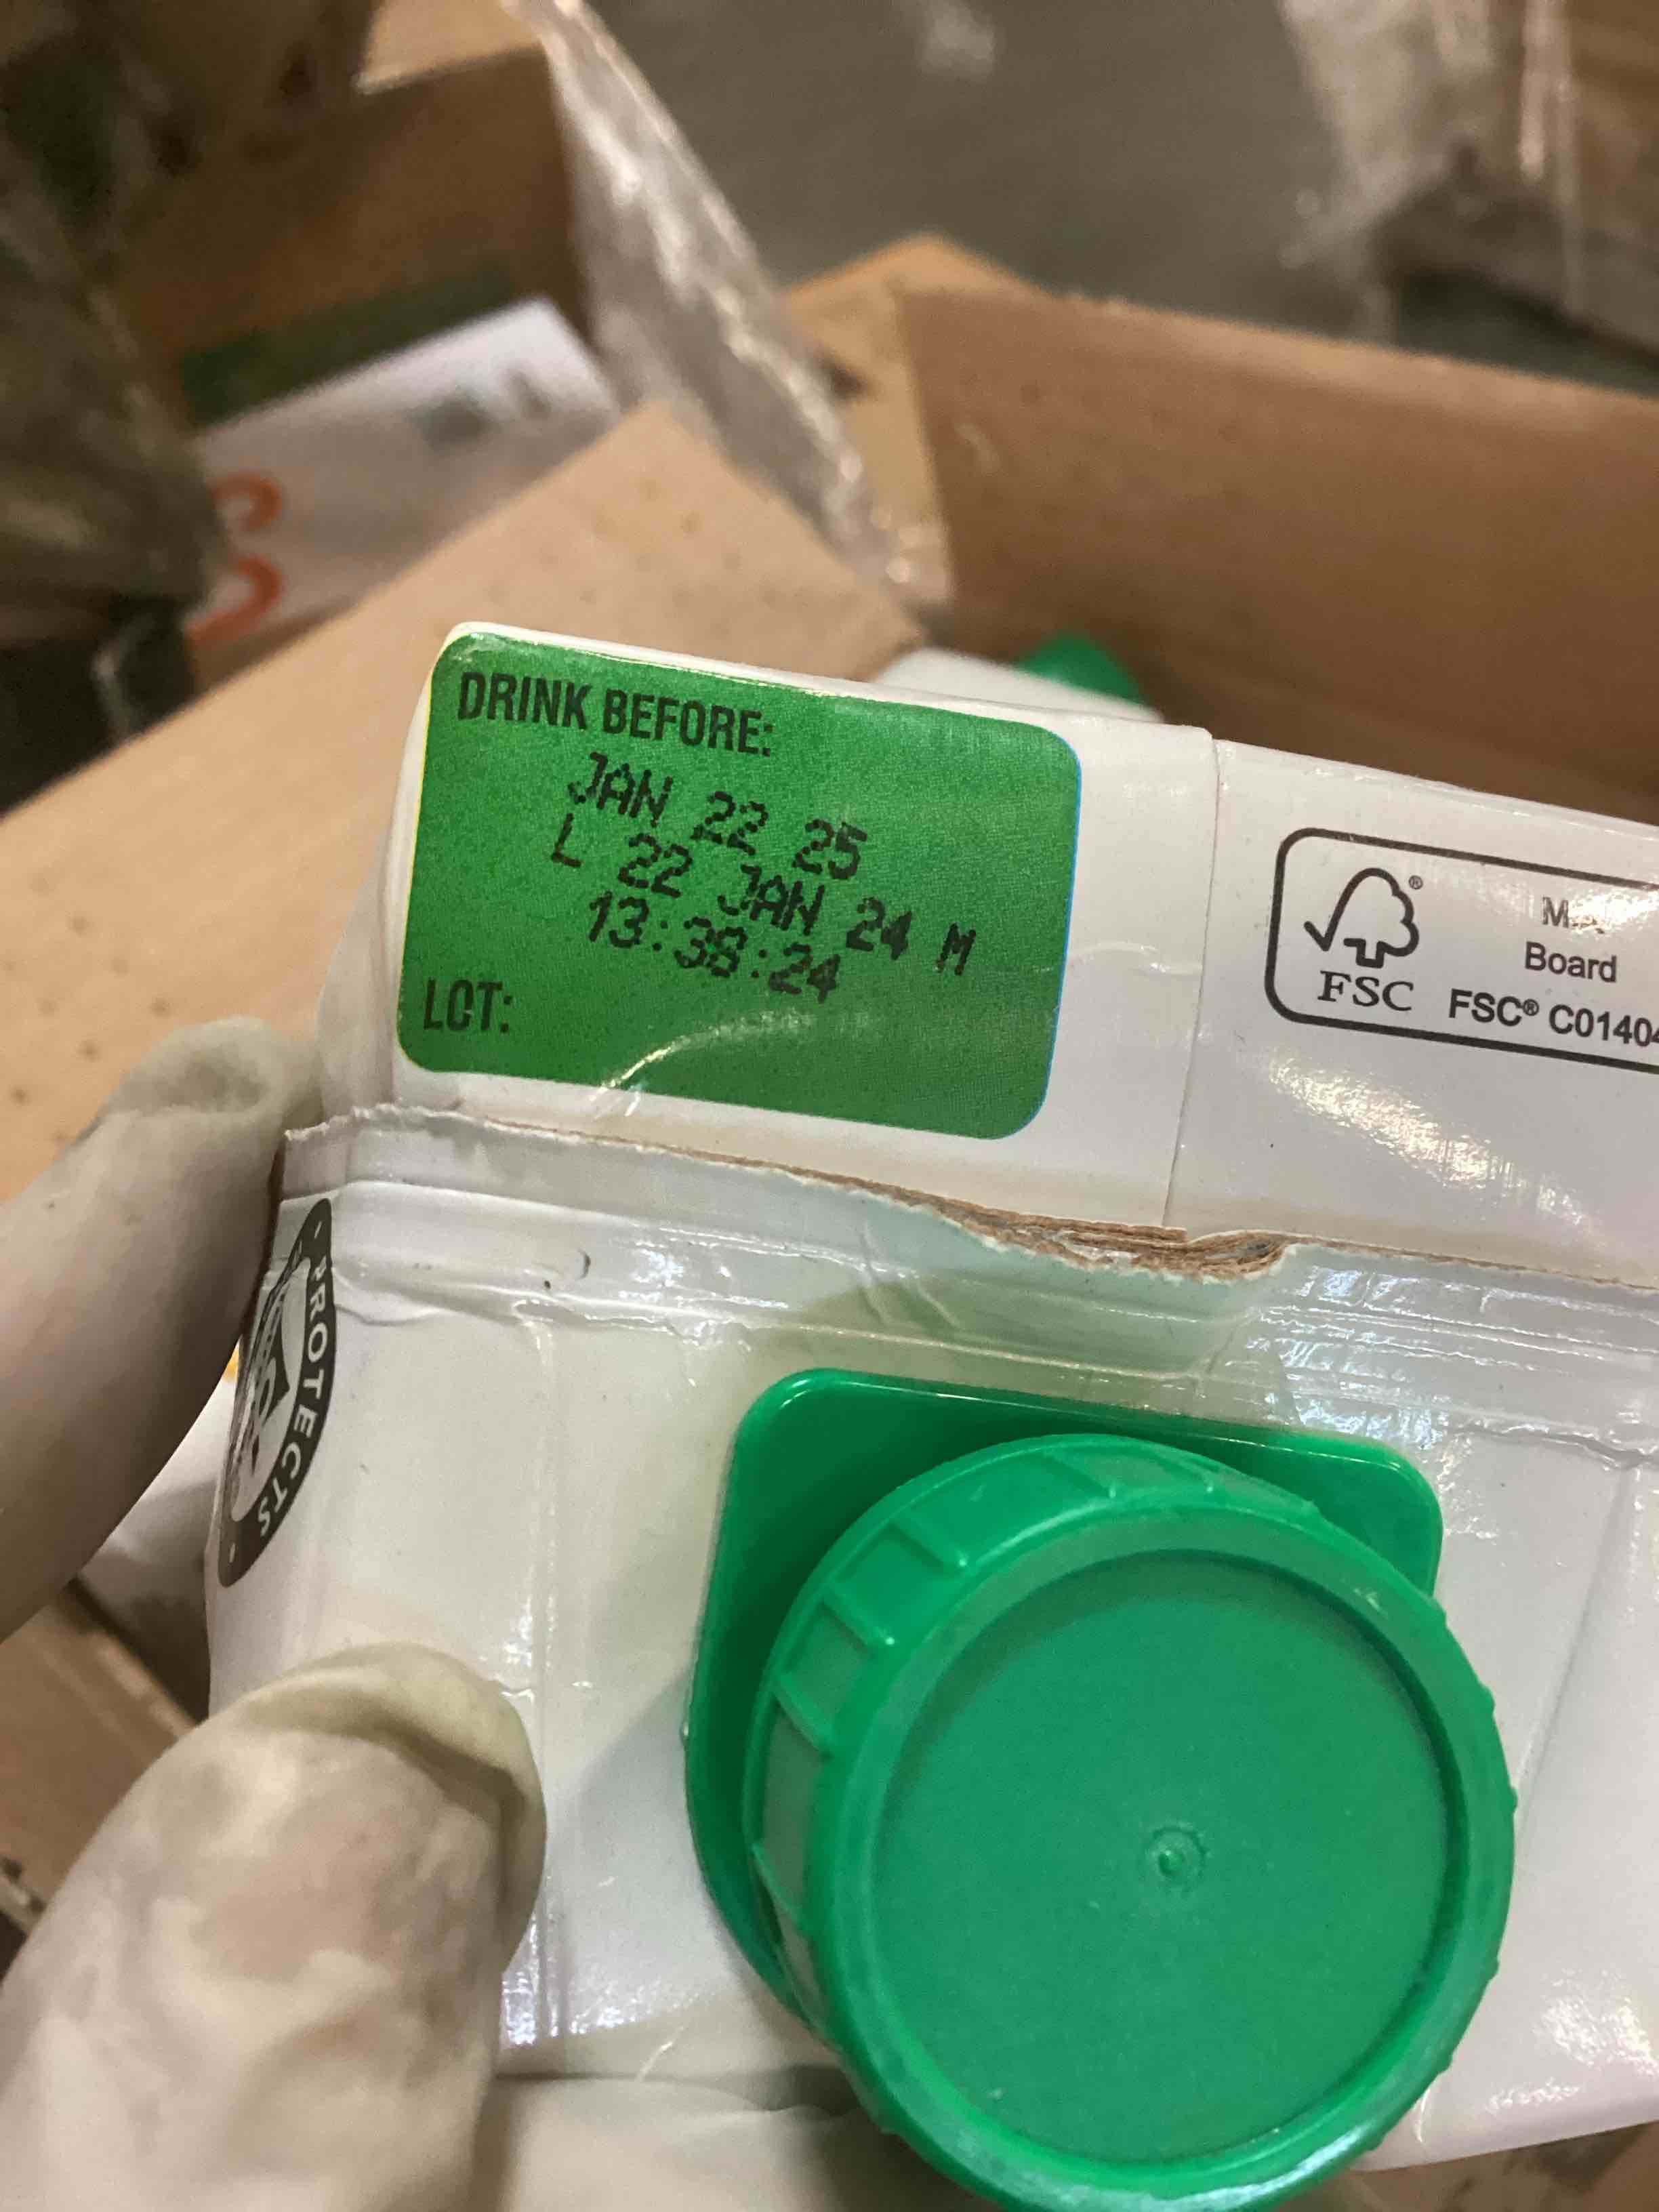 DRINK BEFORE:
JAN 22 25
L 22 JAN 24 M
13:38:24
LOT:
®
Board
FSC
FSC® C01404
PROTECTS